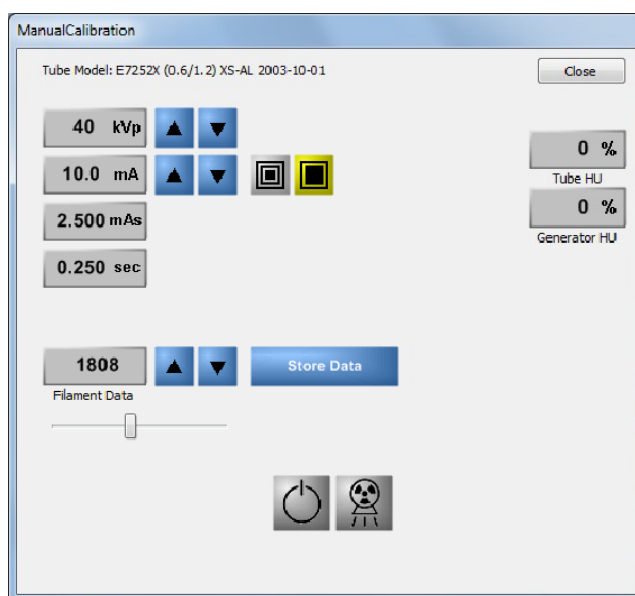 ManualCalibration
Tube Model: E7252X (0.6/1.2) XS-AL 2003-10-01
Close
40 kVp
10.0 mA
2.500 mAs
0.250 sec
0 %
Tube HU
0 %
Generator HU
1808
Store Data
Filament Data